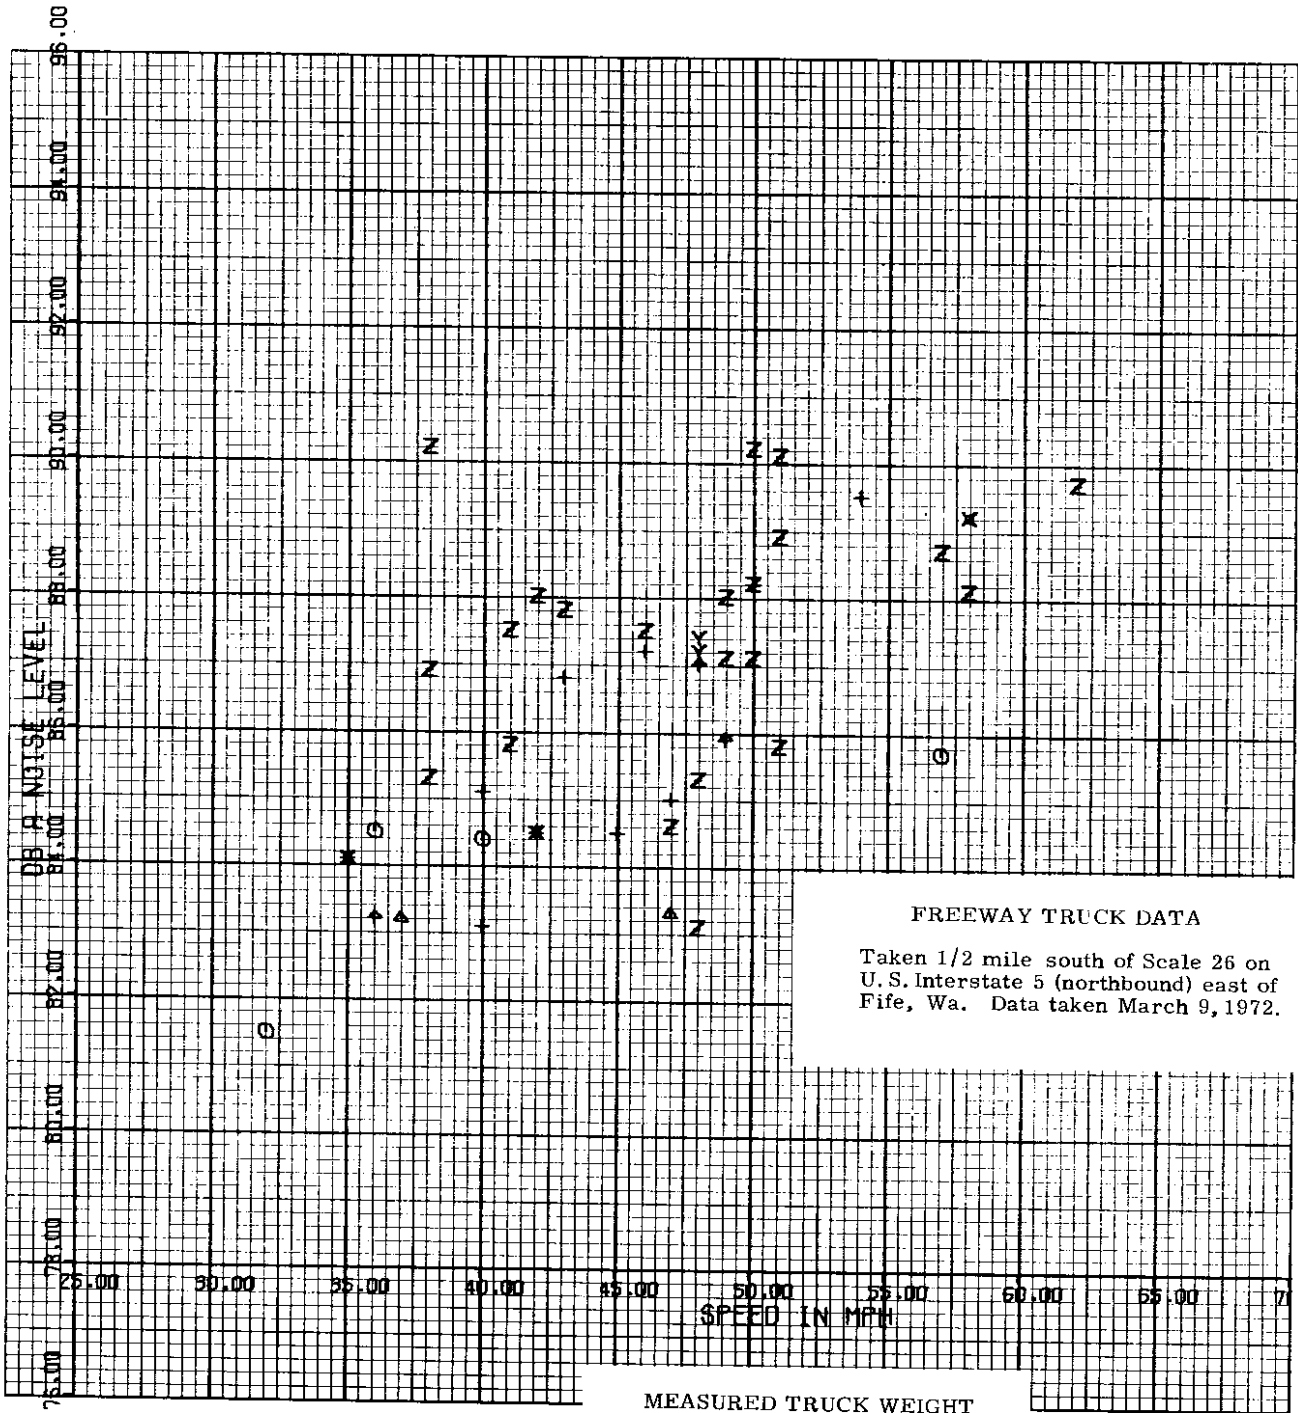 96.00
94.00
92.00
90.00
88.00
86.00
84.00
82.00
80.00
78.00
76.00
DB A NOISE LEVEL
FREEWAY TRUCK DATA
Taken 1/2 mile south of Scale 26 on
U. S. Interstate 5 (northbound) east of
Fife, Wa. Data taken March 9, 1972.
25.00 30.00 35.00 40.00 45.00 50.00 55.00 60.00 65.00 7
SPEED IN MPH
MEASURED TRUCK WEIGHT